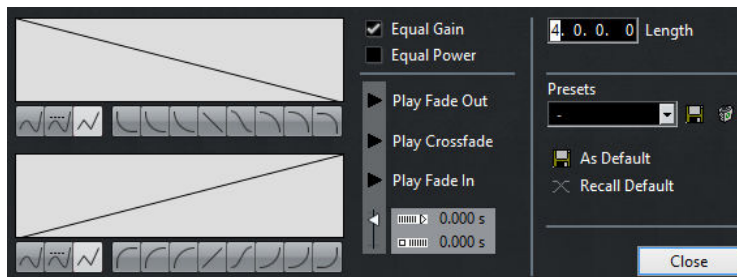 Equal Gain
Equal Power
4. 0. 0. 0 Length
Play Fade Out
Play Crossfade
Play Fade In
0.000 s
0.000 s
Presets
-
As Default
Recall Default
Close